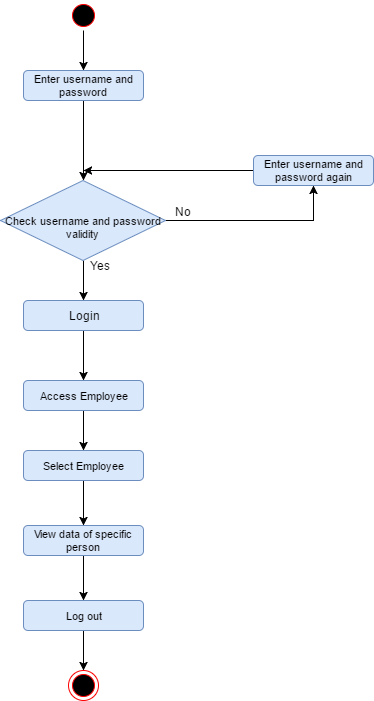 Enter username and
password
Enter username and
password again
Check username and password
validity
No
Yes
Login
Access Employee
Select Employee
View data of specific
person
Log out